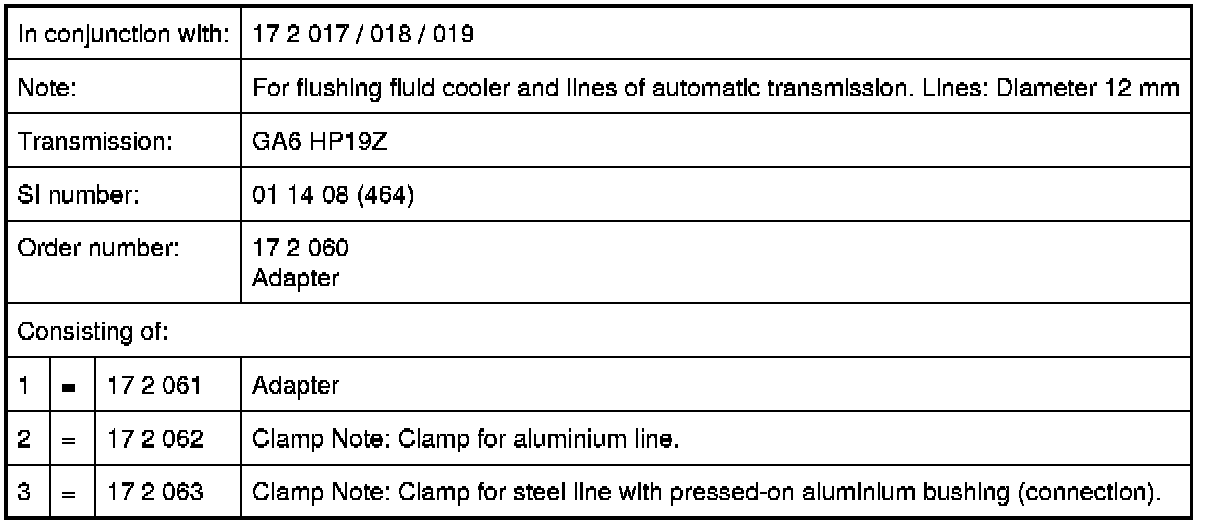 In conjunction with: 17 2 017 / 018 / 019
Note: For flushing fluid cooler and lines of automatic transmission. Lines: Diameter 12 mm
Transmission: GA6 HP19Z
SI number: 01 14 08 (464)
Order number: 17 2 060
Adapter
Consisting of:
1 = 17 2 061 Adapter
2 = 17 2 062 Clamp Note: Clamp for aluminium line.
3 = 17 2 063 Clamp Note: Clamp for steel line with pressed-on aluminium bushing (connection).